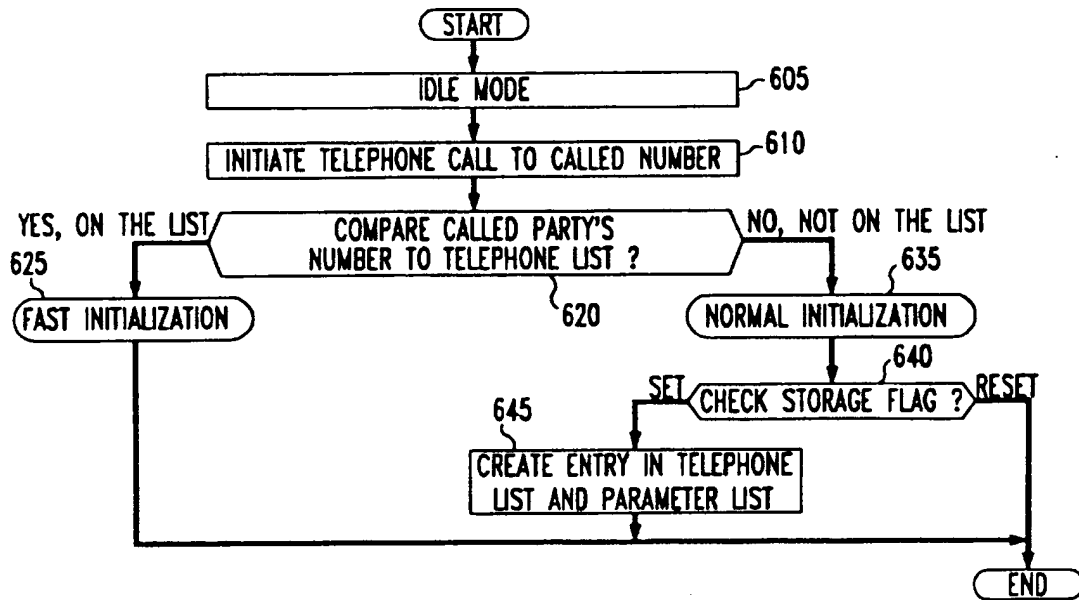 START
IDLE MODE
605
INITIATE TELEPHONE CALL TO CALLED NUMBER
610
YES, ON THE LIST
COMPARE CALLED PARTY'S
NUMBER TO TELEPHONE LIST ?
NO, NOT ON THE LIST
625
620
635
FAST INITIALIZATION
NORMAL INITIALIZATION
640
SET
CHECK STORAGE FLAG ?
RESET
645
CREATE ENTRY IN TELEPHONE
LIST AND PARAMETER LIST
END